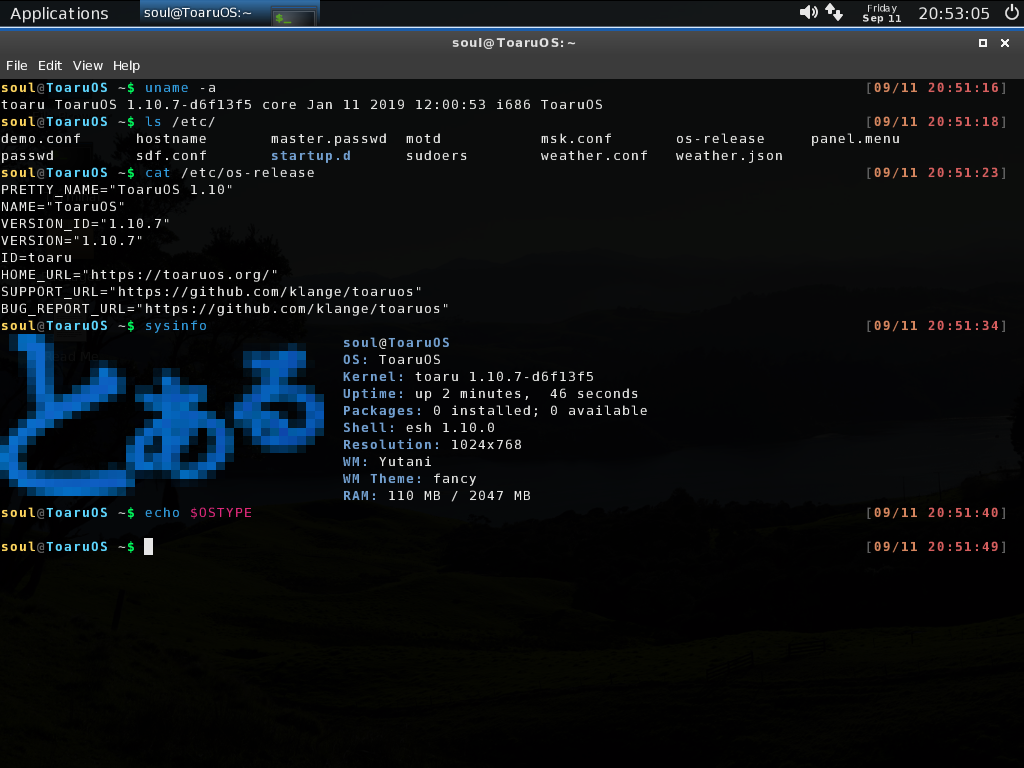 Applications soul@ToaruOS:~ $_ Friday Sep 11 20:53:05
soul@ToaruOS:~
File Edit View Help
soul@ToaruOS ~$ uname -a [09/11 20:51:16]
toaru ToaruOS 1.10.7-d6f13f5 core Jan 11 2019 12:00:53 i686 ToaruOS
soul@ToaruOS ~$ ls /etc/ [09/11 20:51:18]
demo.conf hostname master.passwd motd msk.conf os-release panel.menu
passwd sdf.conf startup.d sudoers weather.conf weather.json
soul@ToaruOS ~$ cat /etc/os-release [09/11 20:51:23]
PRETTY_NAME="ToaruOS 1.10"
NAME="ToaruOS"
VERSION_ID="1.10.7"
VERSION="1.10.7"
ID=toaru
HOME_URL="https://toaruos.org/"
SUPPORT_URL="https://github.com/klange/toaruos"
BUG_REPORT_URL="https://github.com/klange/toaruos"
soul@ToaruOS ~$ sysinfo [09/11 20:51:34]
とある
soul@ToaruOS
OS: ToaruOS
Kernel: toaru 1.10.7-d6f13f5
Uptime: up 2 minutes,  46 seconds
Packages: 0 installed; 0 available
Shell: esh 1.10.0
Resolution: 1024x768
WM: Yutani
WM Theme: fancy
RAM: 110 MB / 2047 MB
soul@ToaruOS ~$ echo $OSTYPE [09/11 20:51:40]
soul@ToaruOS ~$ [09/11 20:51:49]